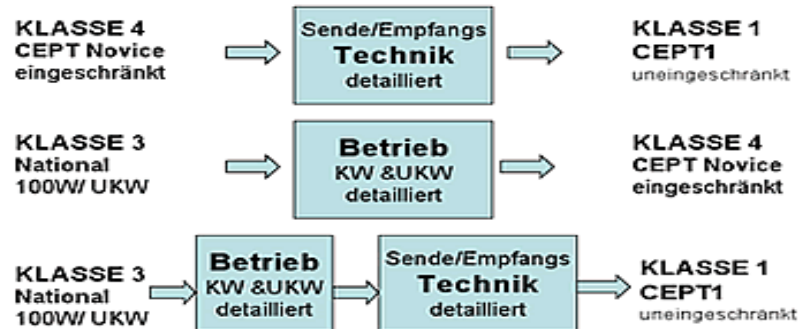 KLASSE 4
CEPT Novice
eingeschränkt
Sende/Empfangs
Technik
detailliert
KLASSE 1
CEPT1
uneingeschränkt
KLASSE 3
National
100W/ UKW
Betrieb
KW &UKW
detailliert
KLASSE 4
CEPT Novice
eingeschränkt
KLASSE 3
National
100W/ UKW
Betrieb
KW &UKW
detailliert
Sende/Empfangs
Technik
detailliert
KLASSE 1
CEPT1
uneingeschränkt